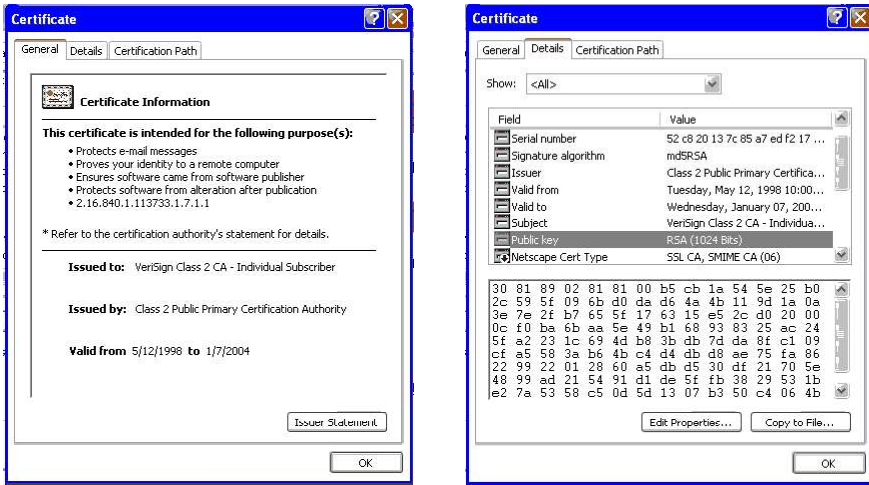 Certificate
General Details Certification Path
Certificate Information
This certificate is intended for the following purpose(s):
• Protects e-mail messages
• Proves your identity to a remote computer
• Ensures software came from software publisher
• Protects software from alteration after publication
• 2.16.840.1.113733.1.7.1.1
* Refer to the certification authority's statement for details.
Issued to: VeriSign Class 2 CA - Individual Subscriber
Issued by: Class 2 Public Primary Certification Authority
Valid from 5/12/1998 to 1/7/2004
Issuer Statement
OK
Certificate
General Details Certification Path
Show: <All>
Field Value
Serial number 52 c8 20 13 7c 85 a7 ed f2 17 ...
Signature algorithm md5RSA
Issuer Class 2 Public Primary Certifica...
Valid from Tuesday, May 12, 1998 10:00...
Valid to Wednesday, January 07, 200...
Subject VeriSign Class 2 CA - Individua...
Public key RSA (1024 Bits)
Netscape Cert Type SSL CA, SMIME CA (06)
30 81 89 02 81 81 00 b5 cb 1a 54 5e 25 b0
2c 59 5f 09 6b d0 da d6 4a 4b 11 9d 1a 0a
3e 7e 2f b7 65 5f 17 63 15 e5 2c d0 20 00
0c f0 ba 6b aa 5e 49 b1 68 93 83 25 ac 24
5f a2 23 1c 69 4d b8 3b db 7d da 8f c1 09
cf a5 58 3a b6 4b c4 d4 db d8 ae 75 fa 86
22 99 22 01 28 60 a5 db d5 30 df 21 70 5e
48 99 ad 21 54 91 d1 de 5f fb 38 29 53 1b
e2 7a 53 58 c5 0d 5d 13 07 b3 50 c4 06 4b
Edit Properties... Copy to File...
OK